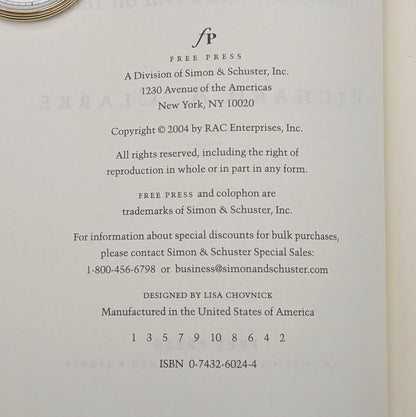 fP
FREE PRESS
A Division of Simon & Schuster, Inc.
1230 Avenue of the Americas
New York, NY 10020
Copyright © 2004 by RAC Enterprises, Inc.
All rights reserved, including the right of
reproduction in whole or in part in any form.
FREE PRESS and colophon are
trademarks of Simon & Schuster, Inc.
For information about special discounts for bulk purchases,
please contact Simon & Schuster Special Sales:
1-800-456-6798 or business@simonandschuster.com
DESIGNED BY LISA CHOVNICK
Manufactured in the United States of America
1 3 5 7 9 10 8 6 4 2
ISBN 0-7432-6024-4